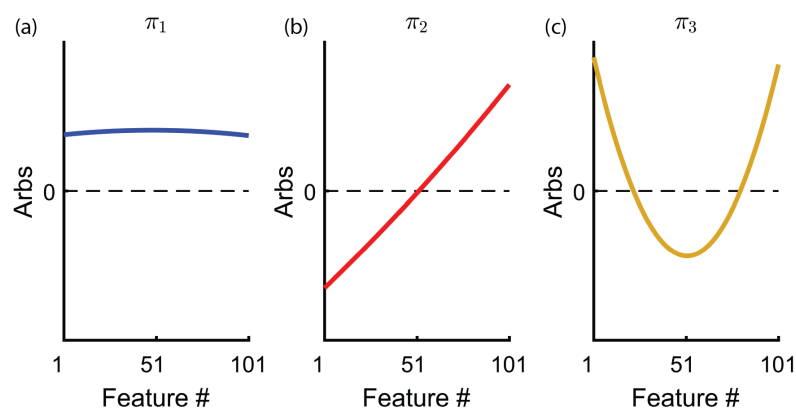 (a) π₁
Arbs
0
1 51 101
Feature #
(b) π₂
Arbs
0
1 51 101
Feature #
(c) π₃
Arbs
0
1 51 101
Feature #